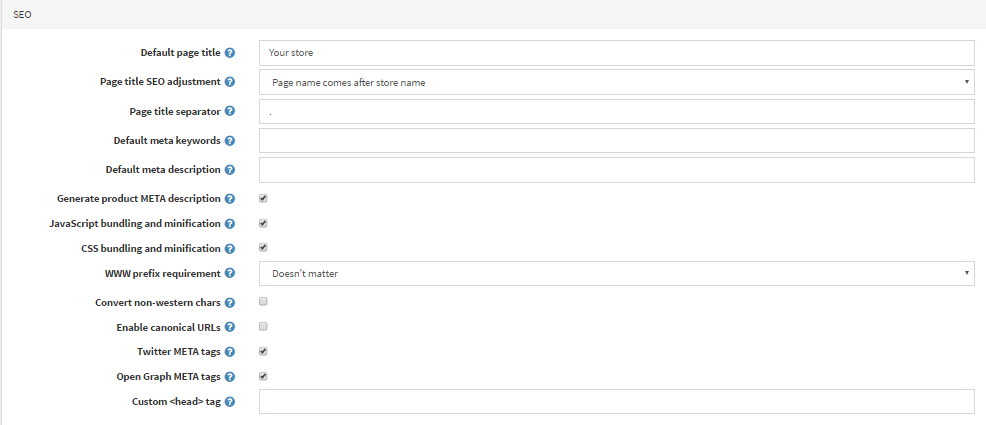 SEO
Default page title ? Your store
Page title SEO adjustment ? Page name comes after store name
Page title separator ? .
Default meta keywords ?
Default meta description ?
Generate product META description ?
JavaScript bundling and minification ?
CSS bundling and minification ?
WWW prefix requirement ? Doesn't matter
Convert non-western chars ?
Enable canonical URLs ?
Twitter META tags ?
Open Graph META tags ?
Custom <head> tag ?